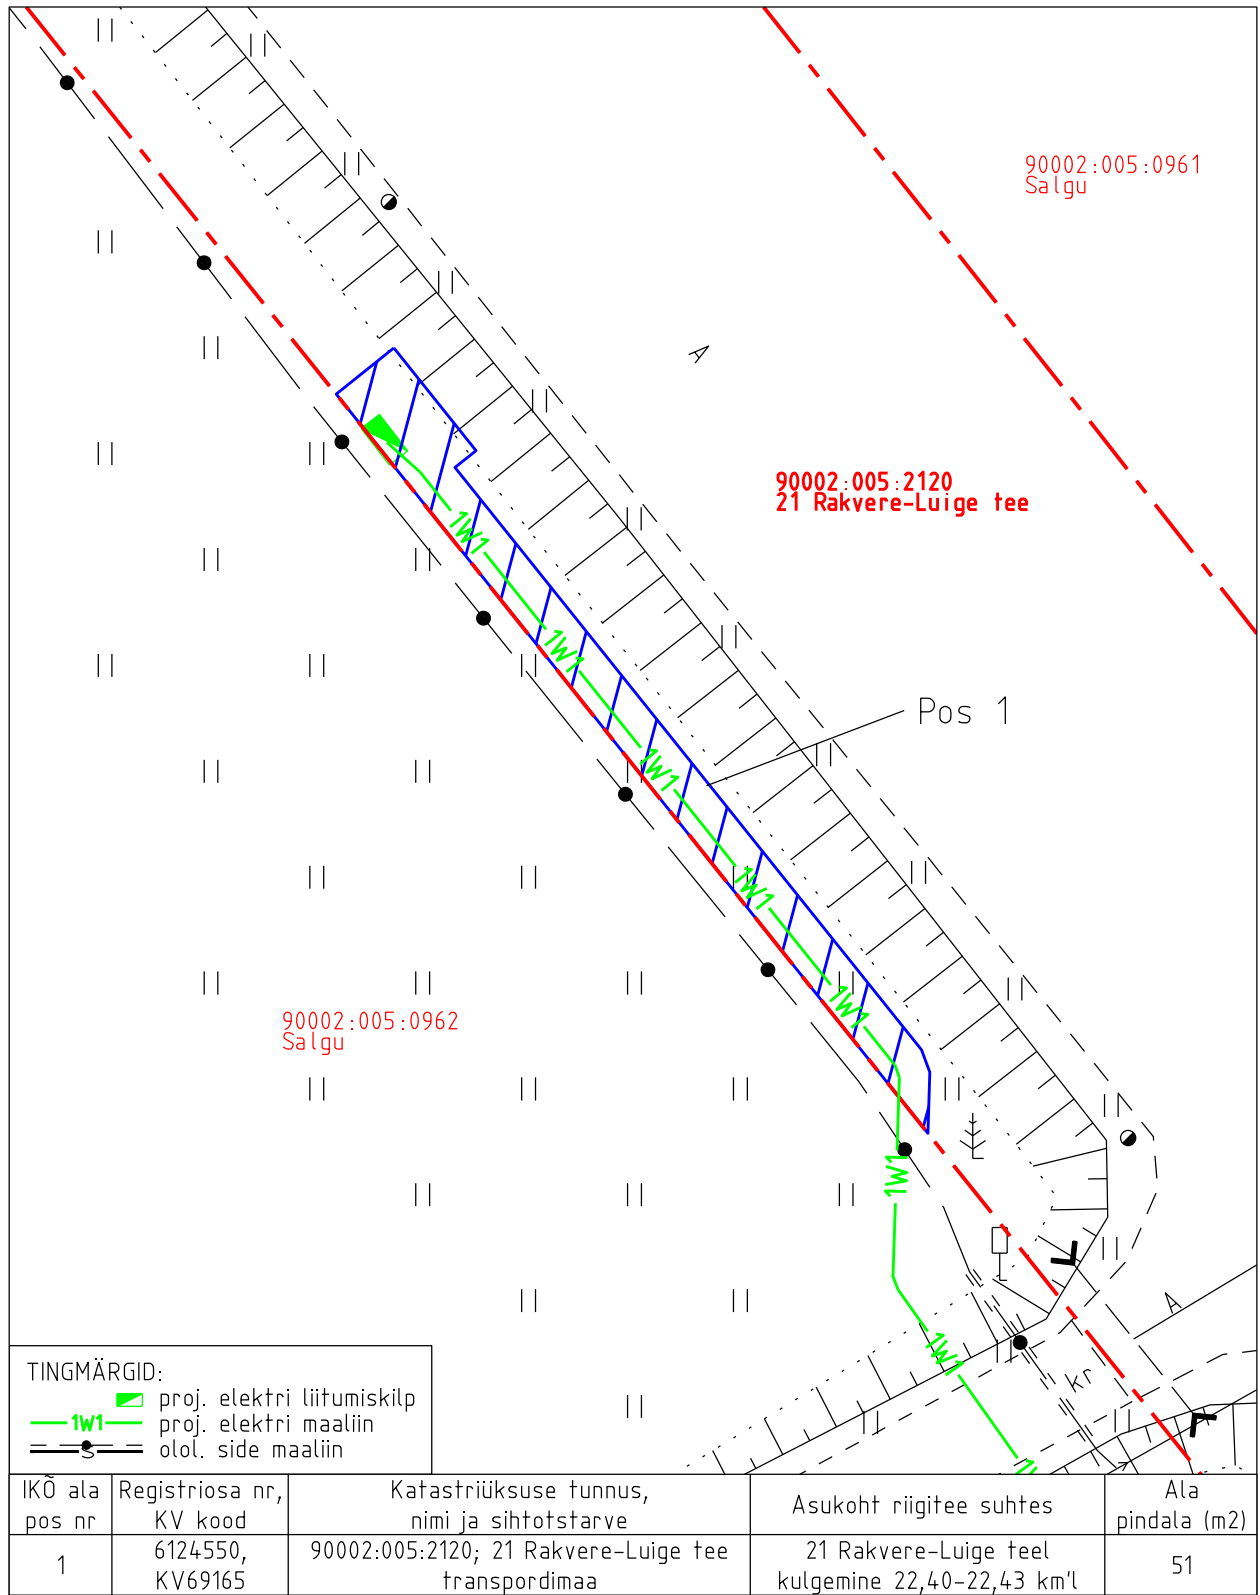 90002:005:0961
Salgu
A
90002:005:2120
21 Rakvere-Luige tee
1W1
1W1
Pos 1
1W1
1W1
1W1
90002:005:0962
Salgu
1W1
A
1W1
kr
TINGMÄRGID:
proj. elektri liitumiskilp
1W1 proj. elektri maaliin
S olol. side maaliin
IKÕ ala pos nr
Registriosa nr, KV kood
Katastriüksuse tunnus, nimi ja sihtotstarve
Asukoht riigitee suhtes
Ala pindala (m2)
1
6124550, KV69165
90002:005:2120; 21 Rakvere-Luige tee transpordimaa
21 Rakvere-Luige teel kulgemine 22,40-22,43 km'l
51